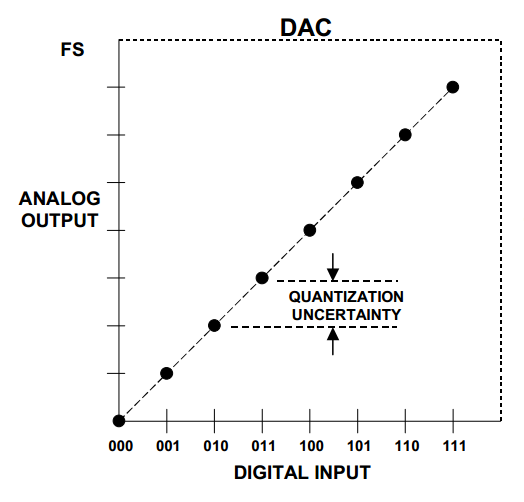 DAC
FS
ANALOG
OUTPUT
QUANTIZATION
UNCERTAINTY
000 001 010 011 100 101 110 111
DIGITAL INPUT